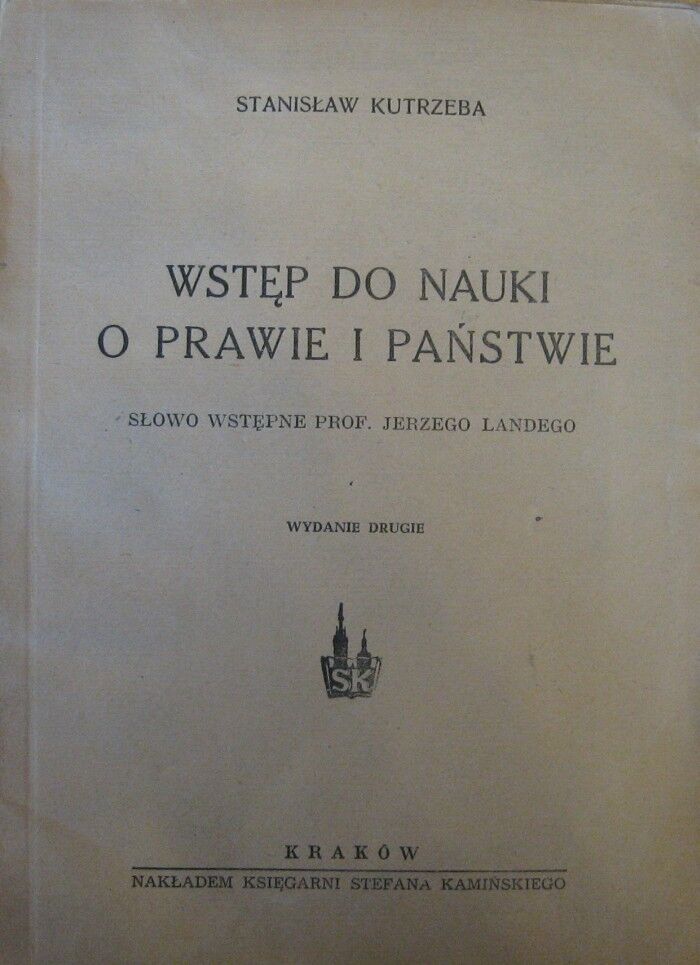 STANISŁAW KUTRZEBA
WSTĘP DO NAUKI
O PRAWIE I PAŃSTWIE
SŁOWO WSTĘPNE PROF. JERZEGO LANDEGO
WYDANIE DRUGIE
SK
KRAKÓW
NAKŁADEM KSIĘGARNI STEFANA KAMIŃSKIEGO